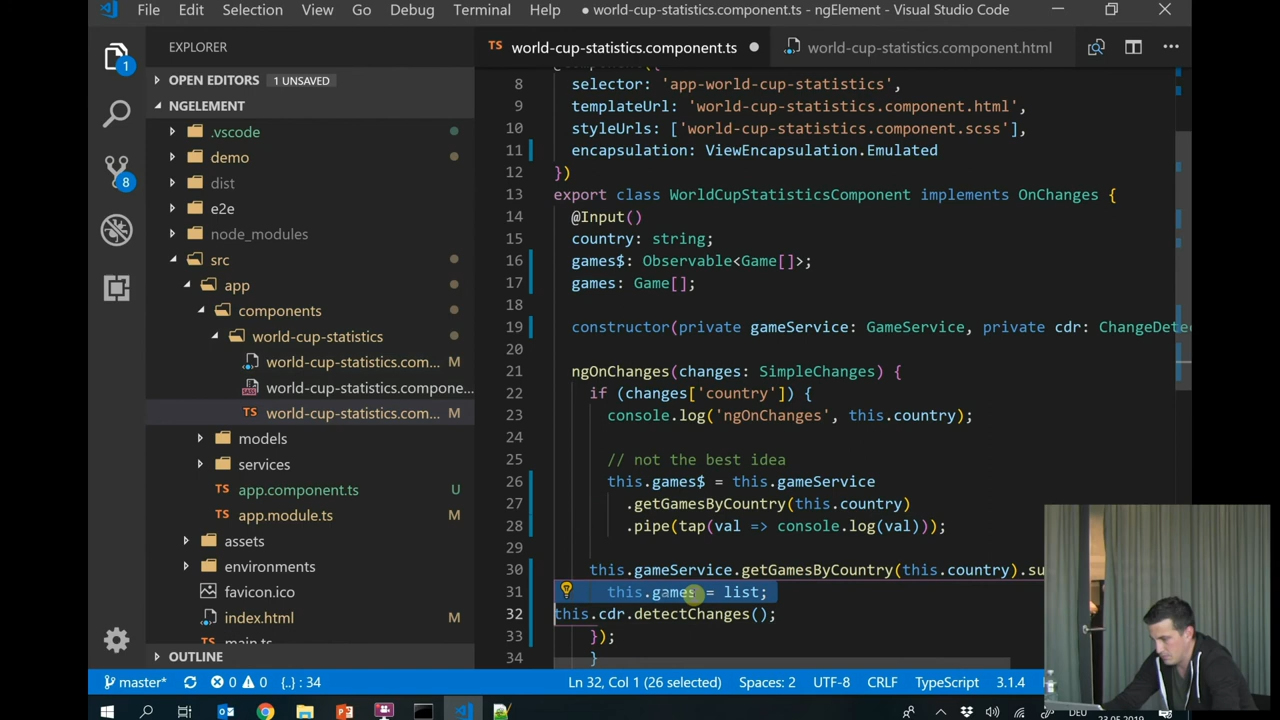 File Edit Selection View Go Debug Terminal Help
● world-cup-statistics.component.ts - ngElement - Visual Studio Code
EXPLORER
OPEN EDITORS 1 UNSAVED
NGELEMENT
.vscode
demo
dist
e2e
node_modules
src
app
components
world-cup-statistics
world-cup-statistics.com... M
world-cup-statistics.compone...
TS world-cup-statistics.com... M
models
services
TS app.component.ts U
TS app.module.ts M
assets
environments
favicon.ico
index.html M
main.ts
OUTLINE
1
8
TS world-cup-statistics.component.ts ●
world-cup-statistics.component.html
8 selector: 'app-world-cup-statistics',
9 templateUrl: 'world-cup-statistics.component.html',
10 styleUrls: ['world-cup-statistics.component.scss'],
11 encapsulation: ViewEncapsulation.Emulated
12 })
13 export class WorldCupStatisticsComponent implements OnChanges {
14 @Input()
15 country: string;
16 games$: Observable<Game[]>;
17 games: Game[];
18
19 constructor(private gameService: GameService, private cdr: ChangeDete
20
21 ngOnChanges(changes: SimpleChanges) {
22 if (changes['country']) {
23 console.log('ngOnChanges', this.country);
24
25 // not the best idea
26 this.games$ = this.gameService
27 .getGamesByCountry(this.country)
28 .pipe(tap(val => console.log(val)));
29
30 this.gameService.getGamesByCountry(this.country).su
31 this.games = list;
32 this.cdr.detectChanges();
33 });
34 }
master* 0 0 {..} : 34 Ln 32, Col 1 (26 selected) Spaces: 2 UTF-8 CRLF TypeScript 3.1.4
DEU 23.05.2019